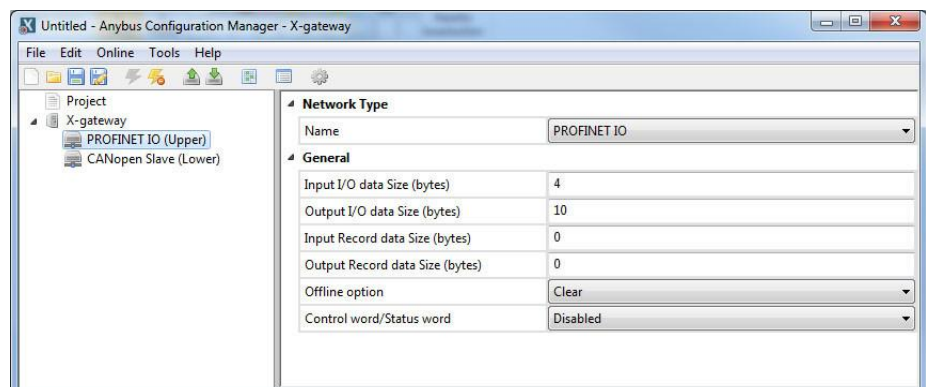 Untitled - Anybus Configuration Manager - X-gateway
File Edit Online Tools Help
Project
X-gateway
PROFINET IO (Upper)
CANopen Slave (Lower)
Network Type
Name PROFINET IO
General
Input I/O data Size (bytes) 4
Output I/O data Size (bytes) 10
Input Record data Size (bytes) 0
Output Record data Size (bytes) 0
Offline option Clear
Control word/Status word Disabled